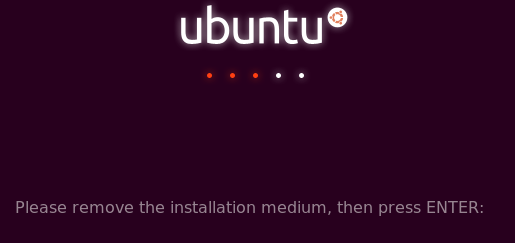 ubuntu
Please remove the installation medium, then press ENTER: